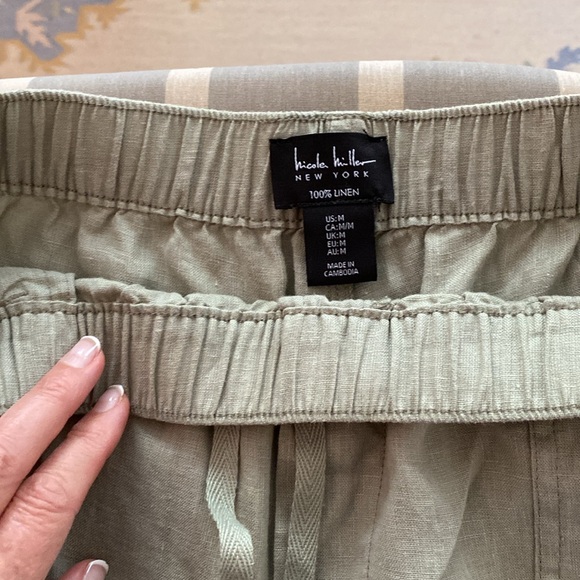 nicole miller
NEW YORK
100% LINEN
US:M
CA:M/M
UK:M
EU:M
AU:M
MADE IN
CAMBODIA